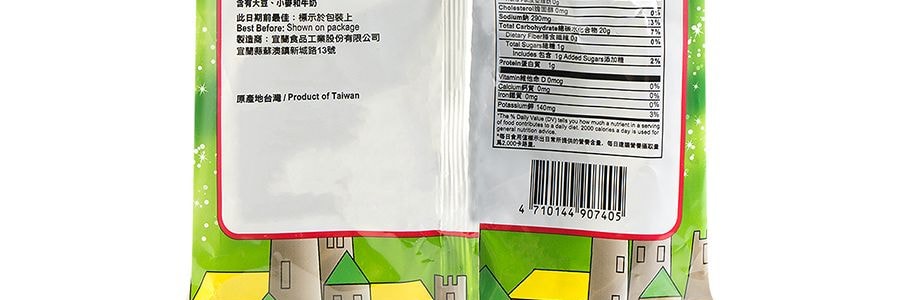 含有大豆、小麥和牛奶
此日期前最佳：標示於包裝上
Best Before: Shown on package
製造商：宜蘭食品工業股份有限公司
宜蘭縣蘇澳鎮新城路13號
原產地台灣 / Product of Taiwan
Cholesterol膽固醇 0mg 0%
Sodium鈉 290mg 13%
Total Carbohydrate總碳水化合物 20g 7%
Dietary Fiber膳食纖維 0g 0%
Total Sugars總糖 1g
Includes 包含 1g Added Sugars添加糖 2%
Protein蛋白質 1g
Vitamin維他命 D 0mcg 0%
Calcium鈣質 0mg 0%
Iron鐵質 0mg 0%
Potassium鉀 140mg 3%
*The % Daily Value (DV) tells you how much a nutrient in a serving
of food contributes to a daily diet. 2000 calories a day is used for
general nutrition advice.
*每日食用值標示出日常所提供的營養含量，每日建議營養攝取量
萬2,000卡路里。
4 710144 907405